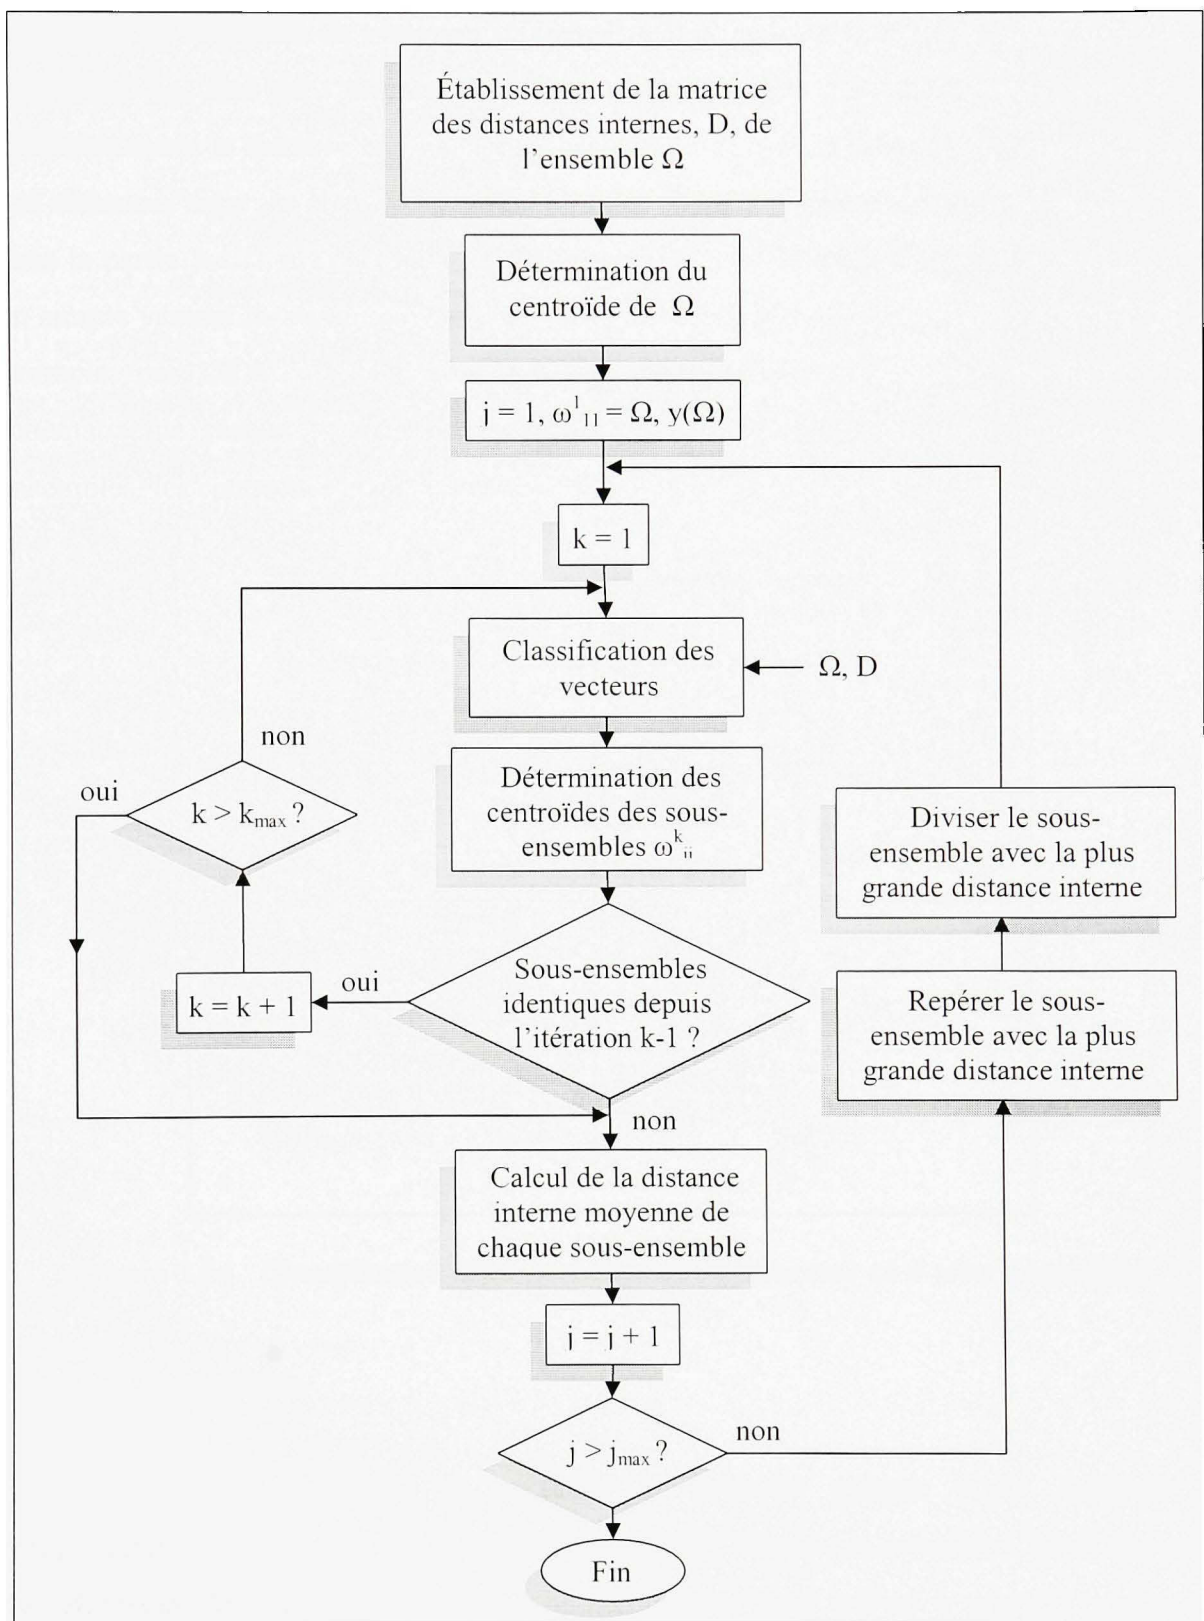 Établissement de la matrice
des distances internes, D, de
l'ensemble Ω
Détermination du
centroïde de Ω
j = 1, ω¹₁₁ = Ω, y(Ω)
k = 1
Classification des
vecteurs
Ω, D
non
oui
k > kmax ?
Détermination des
centroïdes des sous-
ensembles ωᵏᵢᵢ
Diviser le sous-
ensemble avec la plus
grande distance interne
Sous-ensembles
identiques depuis
l'itération k-1 ?
oui
k = k + 1
Repérer le sous-
ensemble avec la plus
grande distance interne
non
Calcul de la distance
interne moyenne de
chaque sous-ensemble
j = j + 1
j > jmax ?
non
Fin